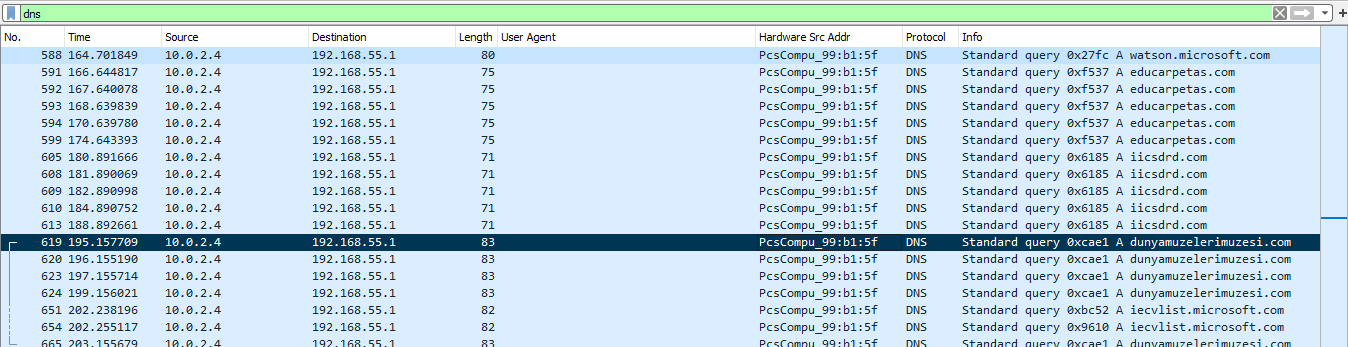 dns
No. Time Source Destination Length User Agent Hardware Src Addr Protocol Info
588 164.701849 10.0.2.4 192.168.55.1 80 PcsCompu_99:b1:5f DNS Standard query 0x27fc A watson.microsoft.com
591 166.644817 10.0.2.4 192.168.55.1 75 PcsCompu_99:b1:5f DNS Standard query 0xf537 A educarpetas.com
592 167.640078 10.0.2.4 192.168.55.1 75 PcsCompu_99:b1:5f DNS Standard query 0xf537 A educarpetas.com
593 168.639839 10.0.2.4 192.168.55.1 75 PcsCompu_99:b1:5f DNS Standard query 0xf537 A educarpetas.com
594 170.639780 10.0.2.4 192.168.55.1 75 PcsCompu_99:b1:5f DNS Standard query 0xf537 A educarpetas.com
599 174.643393 10.0.2.4 192.168.55.1 75 PcsCompu_99:b1:5f DNS Standard query 0xf537 A educarpetas.com
605 180.891666 10.0.2.4 192.168.55.1 71 PcsCompu_99:b1:5f DNS Standard query 0x6185 A iicsdrd.com
608 181.890069 10.0.2.4 192.168.55.1 71 PcsCompu_99:b1:5f DNS Standard query 0x6185 A iicsdrd.com
609 182.890998 10.0.2.4 192.168.55.1 71 PcsCompu_99:b1:5f DNS Standard query 0x6185 A iicsdrd.com
610 184.890752 10.0.2.4 192.168.55.1 71 PcsCompu_99:b1:5f DNS Standard query 0x6185 A iicsdrd.com
613 188.892661 10.0.2.4 192.168.55.1 71 PcsCompu_99:b1:5f DNS Standard query 0x6185 A iicsdrd.com
619 195.157709 10.0.2.4 192.168.55.1 83 PcsCompu_99:b1:5f DNS Standard query 0xcae1 A dunyamuzelerimuzesi.com
620 196.155190 10.0.2.4 192.168.55.1 83 PcsCompu_99:b1:5f DNS Standard query 0xcae1 A dunyamuzelerimuzesi.com
623 197.155714 10.0.2.4 192.168.55.1 83 PcsCompu_99:b1:5f DNS Standard query 0xcae1 A dunyamuzelerimuzesi.com
624 199.156021 10.0.2.4 192.168.55.1 83 PcsCompu_99:b1:5f DNS Standard query 0xcae1 A dunyamuzelerimuzesi.com
651 202.238196 10.0.2.4 192.168.55.1 82 PcsCompu_99:b1:5f DNS Standard query 0xbc52 A iecvlist.microsoft.com
654 202.255117 10.0.2.4 192.168.55.1 82 PcsCompu_99:b1:5f DNS Standard query 0x9610 A iecvlist.microsoft.com
665 203.155679 10.0.2.4 192.168.55.1 83 PcsCompu_99:b1:5f DNS Standard query 0xcae1 A dunyamuzelerimuzesi.com